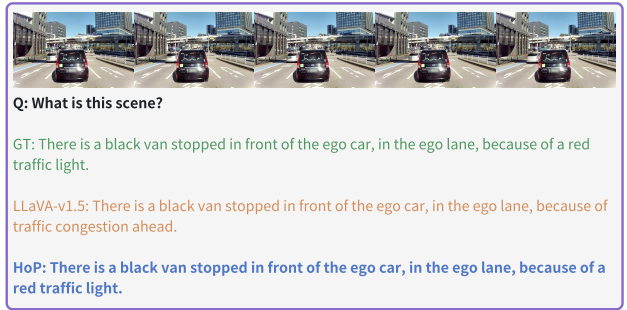 Q: What is this scene?
GT: There is a black van stopped in front of the ego car, in the ego lane, because of a red
traffic light.
LLaVA-v1.5: There is a black van stopped in front of the ego car, in the ego lane, because of
traffic congestion ahead.
HoP: There is a black van stopped in front of the ego car, in the ego lane, because of a
red traffic light.